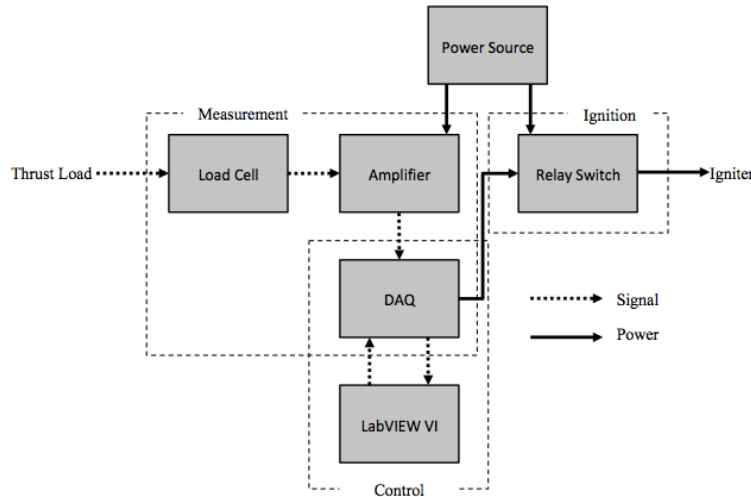 Power Source
Measurement
Ignition
Thrust Load
Load Cell
Amplifier
Relay Switch
Igniter
DAQ
Signal
Power
LabVIEW VI
Control